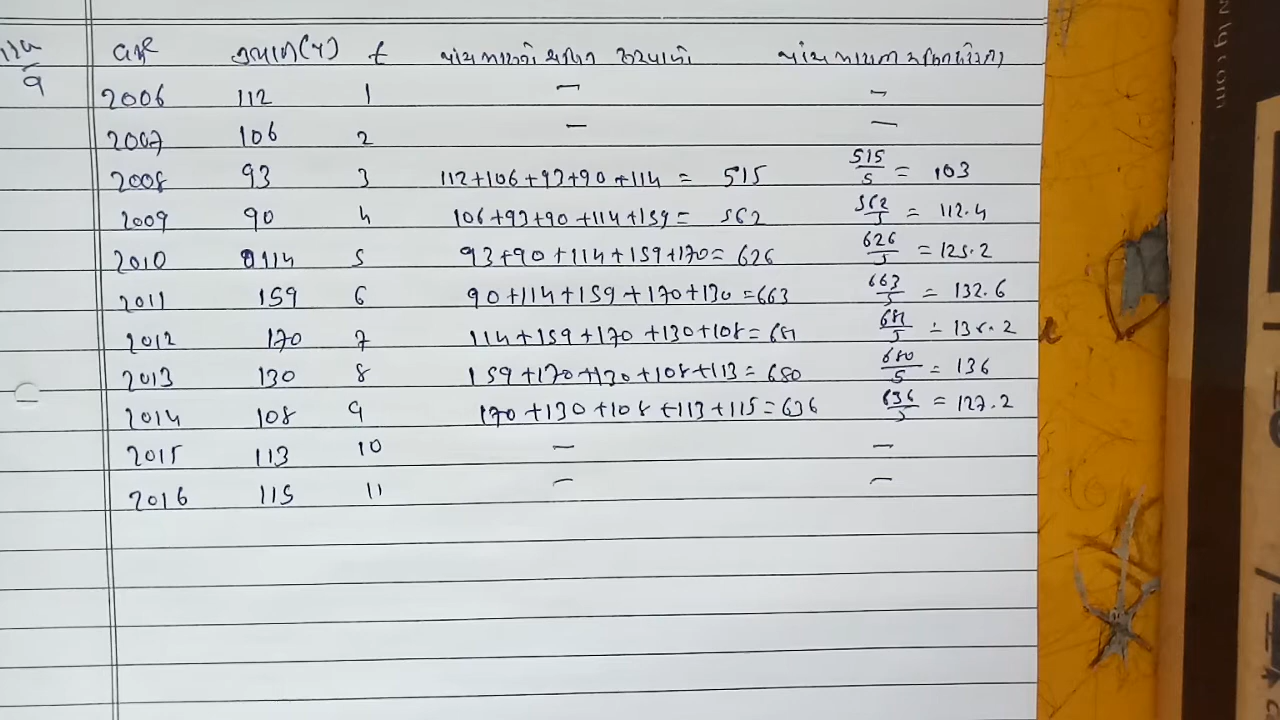 વર્ષ (Y) t પાંચ
9
2006 112 1 — —
2007 106 2 — —
2008 93 3 112+106+93+90+114 = 515 515/5 = 103
2009 90 4 106+93+90+114+159= 562 562/5 = 112.4
2010 114 5 93+90+114+159+170= 626 626/5 = 125.2
2011 159 6 90+114+159+170+130=663 663/5 = 132.6
2012 170 7 114+159+170+130+108= 681 681/5 = 136.2
2013 130 8 159+170+130+108+113=680 680/5 = 136
2014 108 9 170+130+108+113+115=636 636/5 = 127.2
2015 113 10 — —
2016 115 11 — —